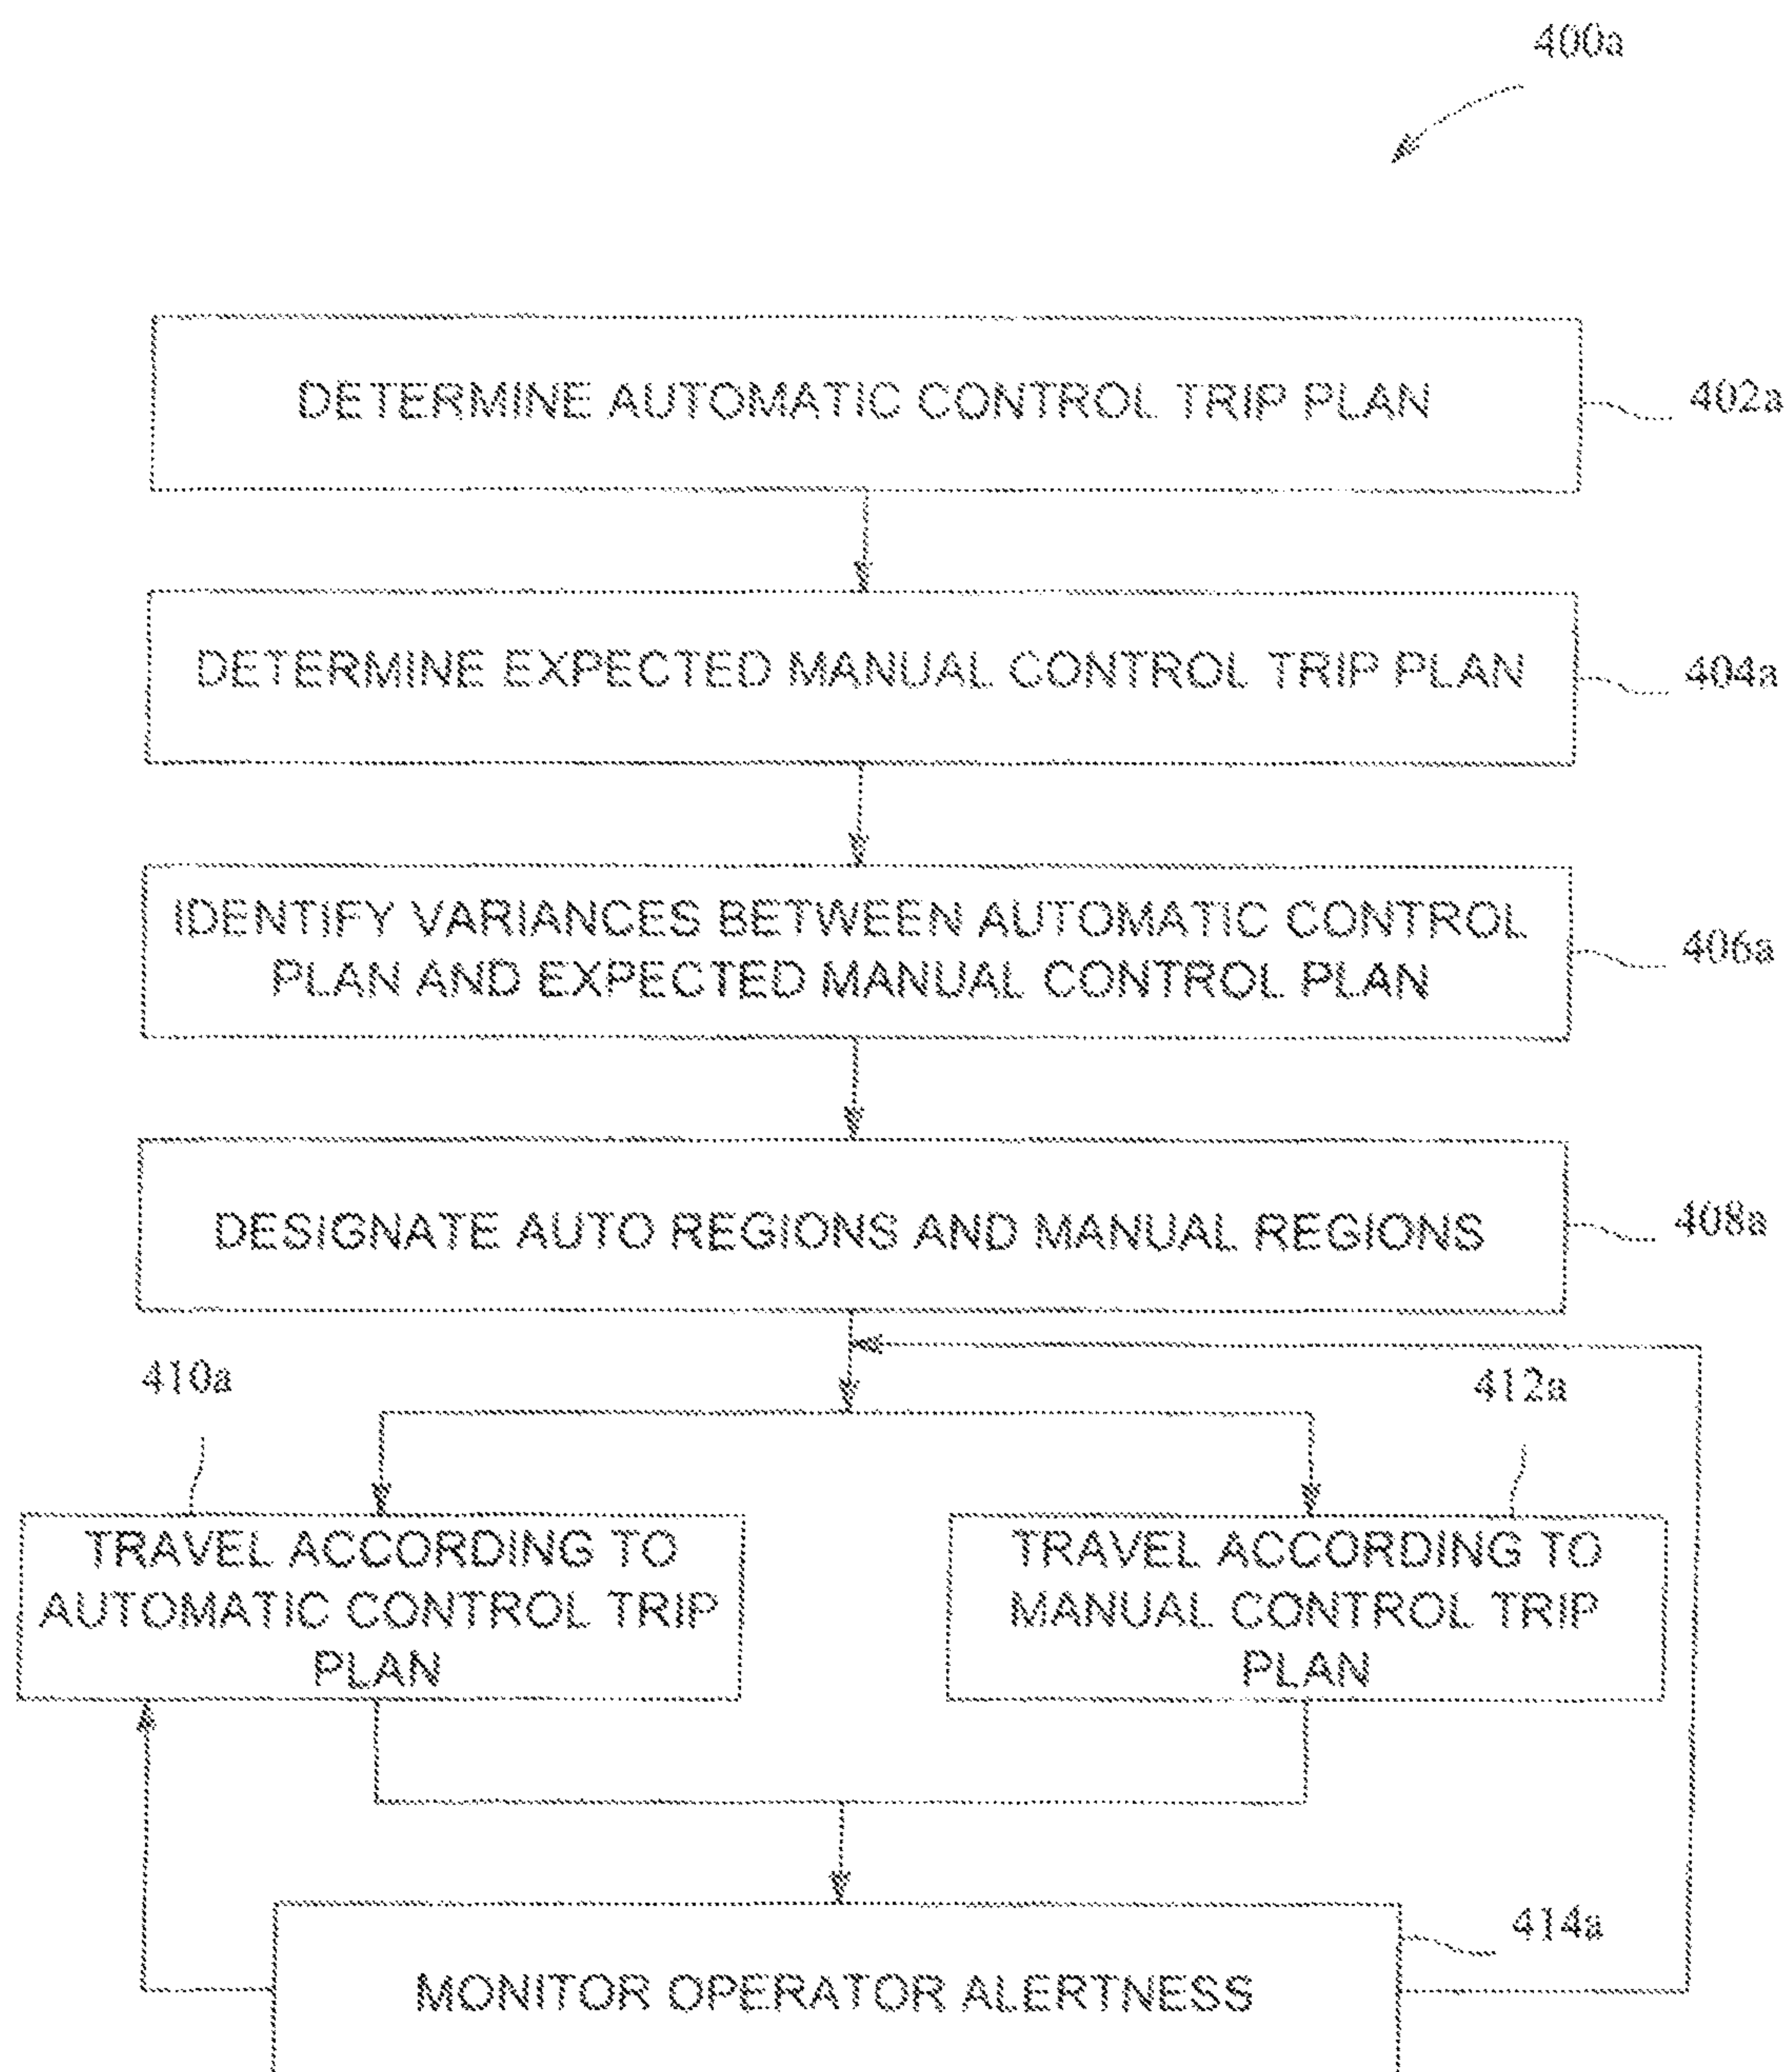 400a
DETERMINE AUTOMATIC CONTROL TRIP PLAN
402a
DETERMINE EXPECTED MANUAL CONTROL TRIP PLAN
404a
IDENTIFY VARIANCES BETWEEN AUTOMATIC CONTROL
PLAN AND EXPECTED MANUAL CONTROL PLAN
406a
DESIGNATE AUTO REGIONS AND MANUAL REGIONS
408a
410a
412a
TRAVEL ACCORDING TO
AUTOMATIC CONTROL TRIP
PLAN
TRAVEL ACCORDING TO
MANUAL CONTROL TRIP
PLAN
414a
MONITOR OPERATOR ALERTNESS